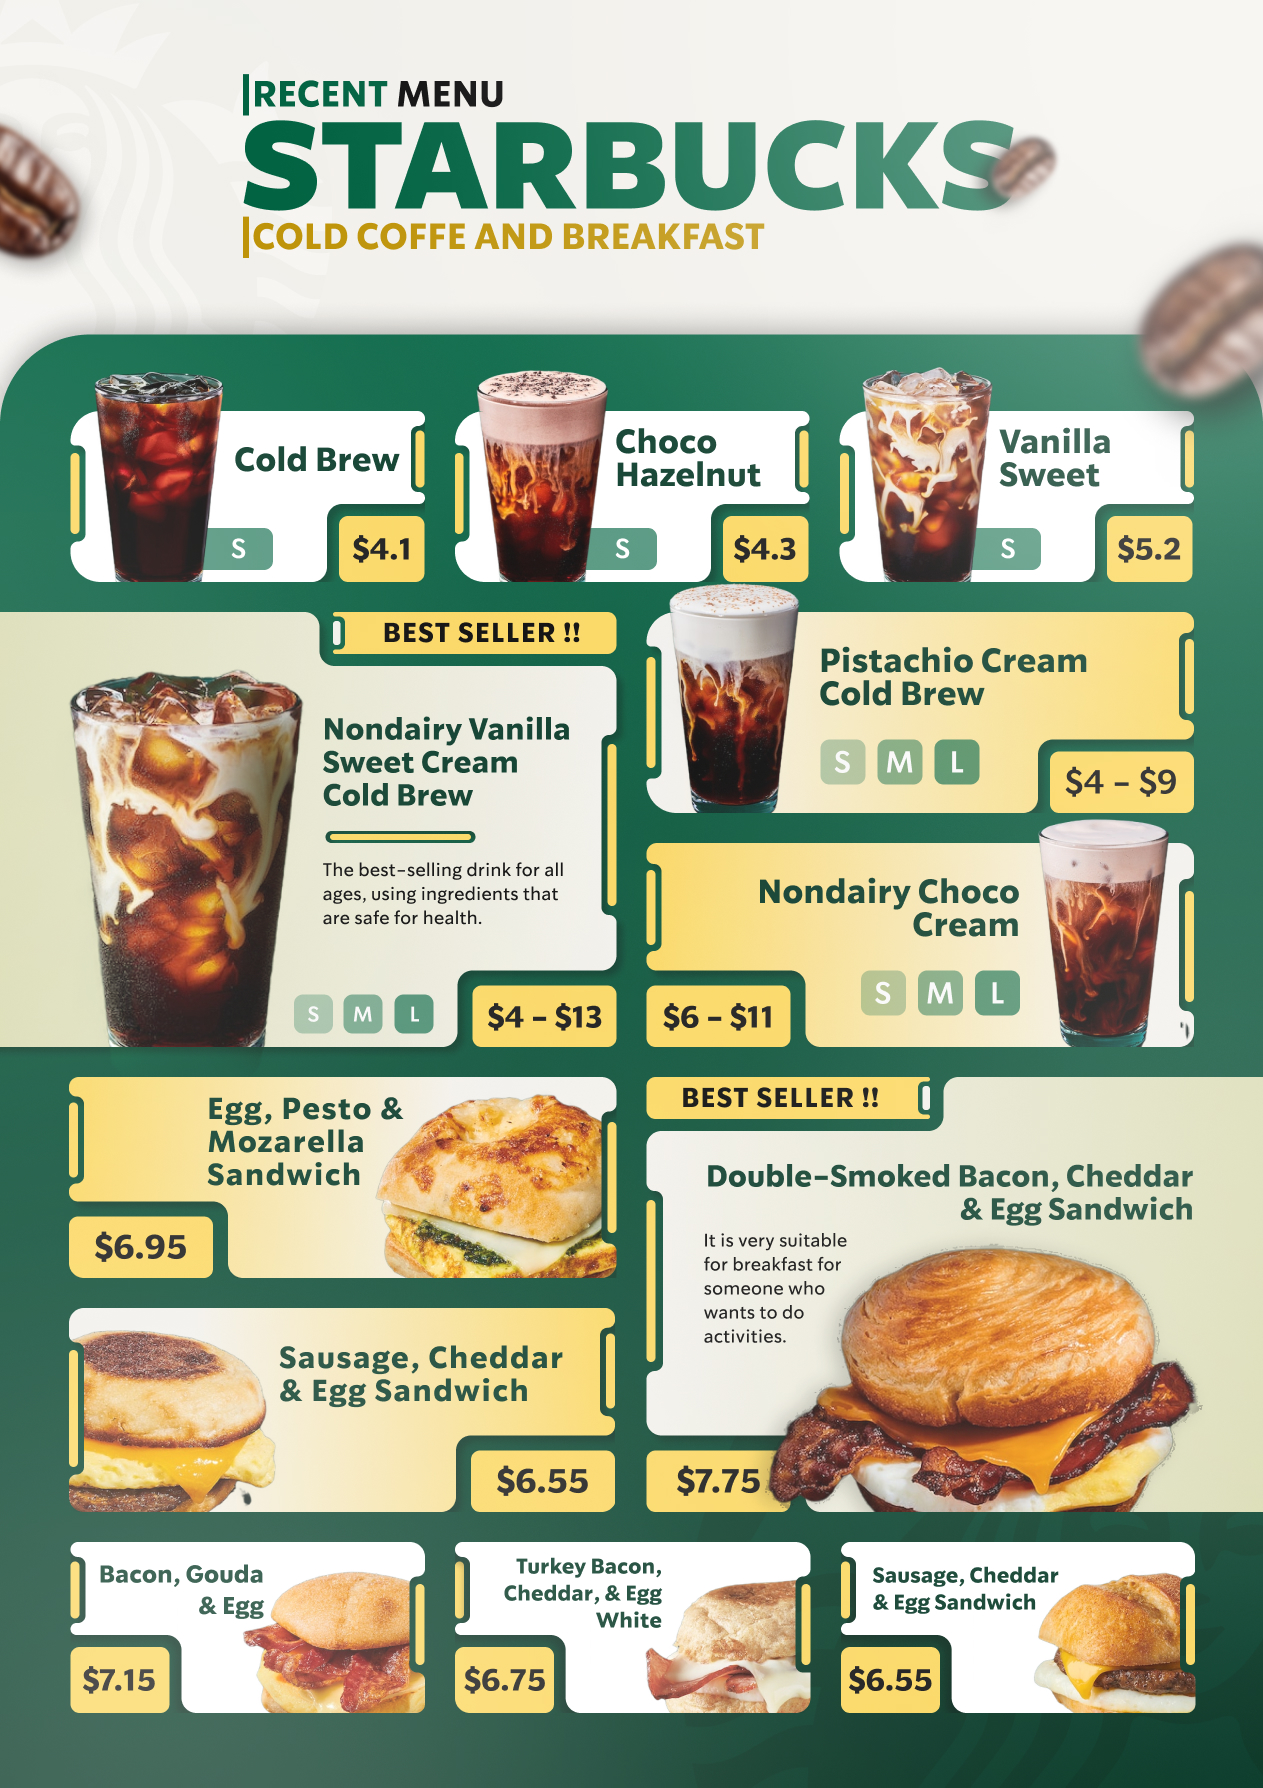 RECENT MENU
STARBUCKS
COLD COFFE AND BREAKFAST
Cold Brew
S
$4.1
Choco
Hazelnut
S
$4.3
Vanilla
Sweet
S
$5.2
BEST SELLER !!
Nondairy Vanilla
Sweet Cream
Cold Brew
The best-selling drink for all
ages, using ingredients that
are safe for health.
S M L
$4 - $13
Pistachio Cream
Cold Brew
S M L
$4 - $9
Nondairy Choco
Cream
S M L
$6 - $11
Egg, Pesto &
Mozarella
Sandwich
$6.95
BEST SELLER !!
Double-Smoked Bacon, Cheddar
& Egg Sandwich
It is very suitable
for breakfast for
someone who
wants to do
activities.
$7.75
Sausage, Cheddar
& Egg Sandwich
$6.55
Bacon, Gouda
& Egg
$7.15
Turkey Bacon,
Cheddar, & Egg
White
$6.75
Sausage, Cheddar
& Egg Sandwich
$6.55